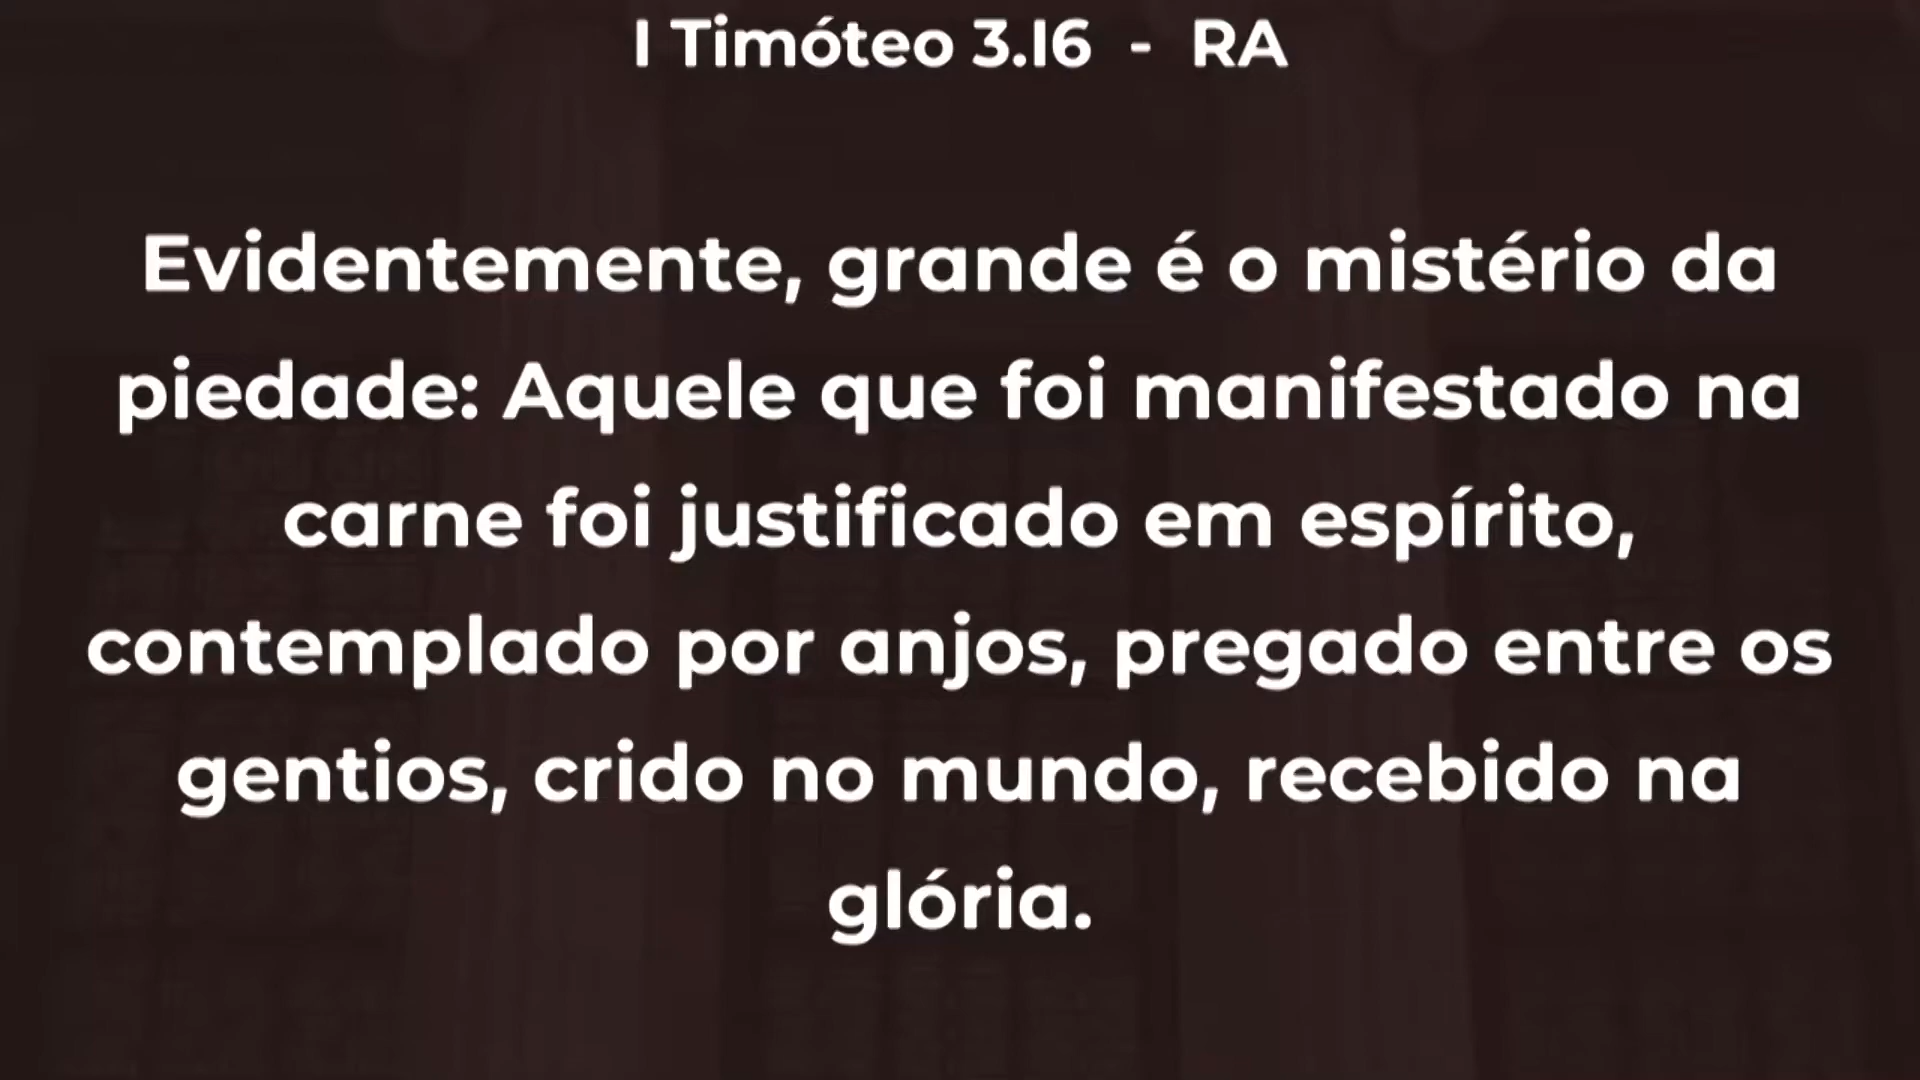 I Timóteo 3.16 - RA
Evidentemente, grande é o mistério da
piedade: Aquele que foi manifestado na
carne foi justificado em espírito,
contemplado por anjos, pregado entre os
gentios, crido no mundo, recebido na
glória.